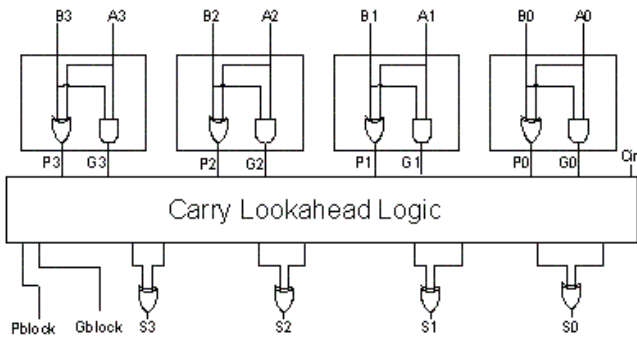 B3 A3 B2 A2 B1 A1 B0 A0
P3 G3 P2 G2 P1 G1 P0 G0 Cin
Carry Lookahead Logic
Pblock Gblock S3 S2 S1 S0